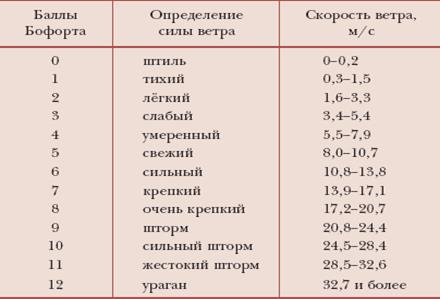 Баллы Бофорта | Определение силы ветра | Скорость ветра, м/с
0 штиль 0–0,2
1 тихий 0,3–1,5
2 лёгкий 1,6–3,3
3 слабый 3,4–5,4
4 умеренный 5,5–7,9
5 свежий 8,0–10,7
6 сильный 10,8–13,8
7 крепкий 13,9–17,1
8 очень крепкий 17,2–20,7
9 шторм 20,8–24,4
10 сильный шторм 24,5–28,4
11 жестокий шторм 28,5–32,6
12 ураган 32,7 и более